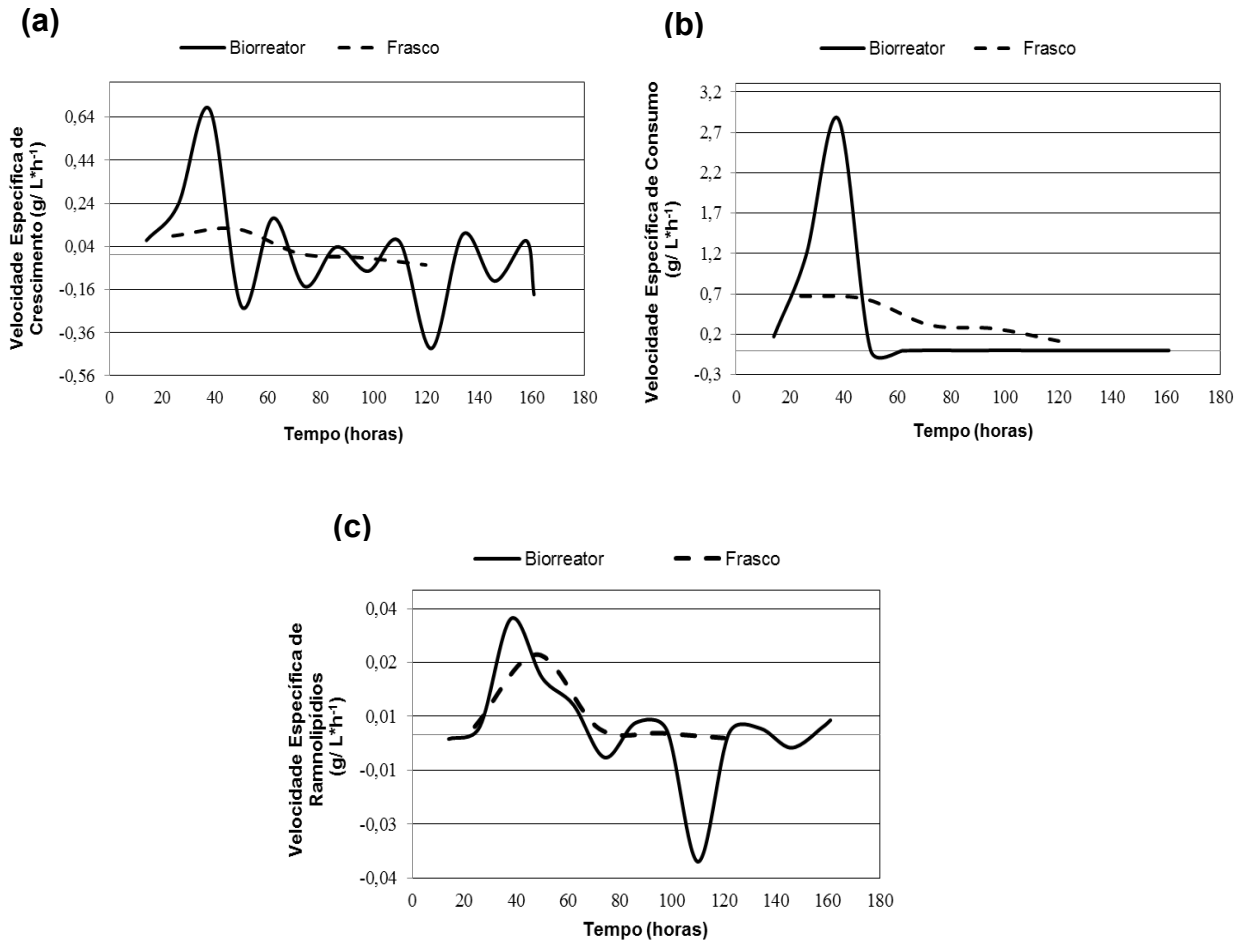 (a)
Biorreator Frasco
Velocidade Específica de
Crescimento (g/ L*h-¹)
0,64
0,44
0,24
0,04
-0,16
-0,36
-0,56
0 20 40 60 80 100 120 140 160 180
Tempo (horas)
(b)
Biorreator Frasco
Velocidade Específica de Consumo
(g/ L*h-¹)
3,2
2,7
2,2
1,7
1,2
0,7
0,2
-0,3
0 20 40 60 80 100 120 140 160 180
Tempo (horas)
(c)
Biorreator Frasco
Velocidade Específica de
Ramnolipídios
(g/ L*h-¹)
0,04
0,02
0,01
-0,01
-0,03
-0,04
0 20 40 60 80 100 120 140 160 180
Tempo (horas)